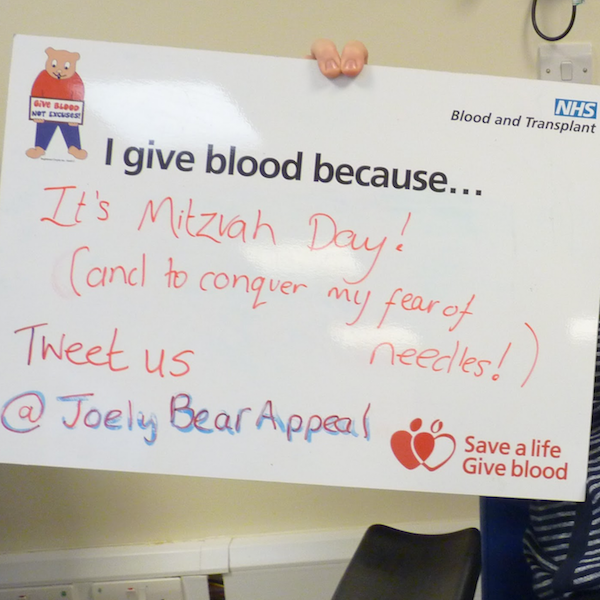 GIVE BLOOD
NOT EXCUSES!
NHS
Blood and Transplant
I give blood because...
It's Mitzvah Day!
(and to conquer my fear of
needles!)
Tweet us
@ Joely Bear Appeal
Save a life
Give blood